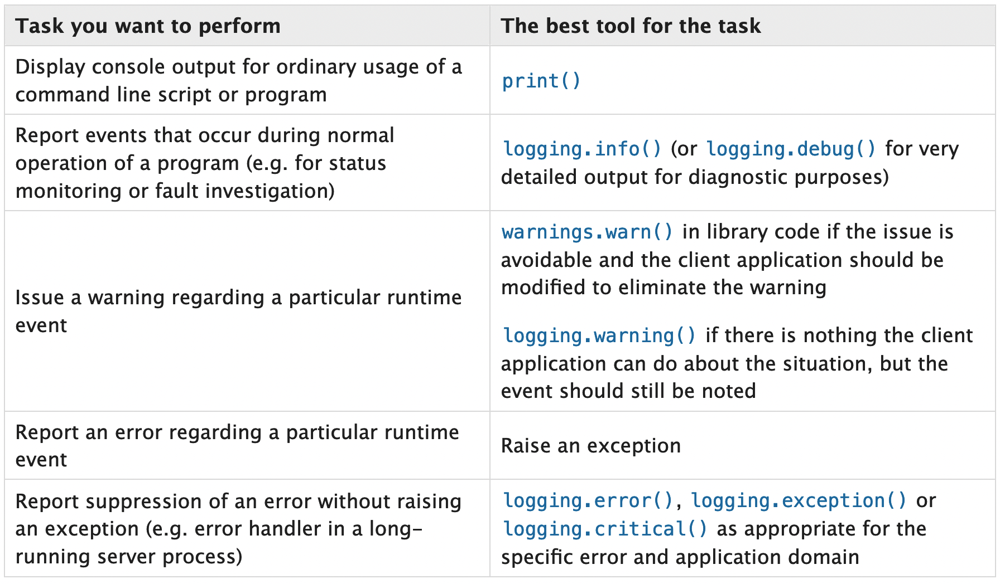 Task you want to perform
The best tool for the task
Display console output for ordinary usage of a
command line script or program
print()
Report events that occur during normal
operation of a program (e.g. for status
monitoring or fault investigation)
logging.info() (or logging.debug() for very
detailed output for diagnostic purposes)
Issue a warning regarding a particular runtime
event
warnings.warn() in library code if the issue is
avoidable and the client application should be
modified to eliminate the warning
logging.warning() if there is nothing the client
application can do about the situation, but the
event should still be noted
Report an error regarding a particular runtime
event
Raise an exception
Report suppression of an error without raising
an exception (e.g. error handler in a long-
running server process)
logging.error(), logging.exception() or
logging.critical() as appropriate for the
specific error and application domain